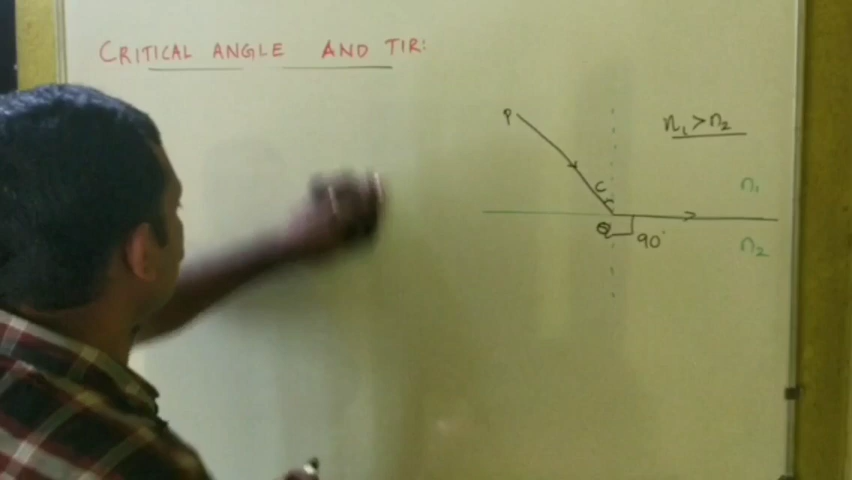 CRITICAL ANGLE AND TIR:
P
n₁ > n₂
C
n₁
Q 90°
n₂